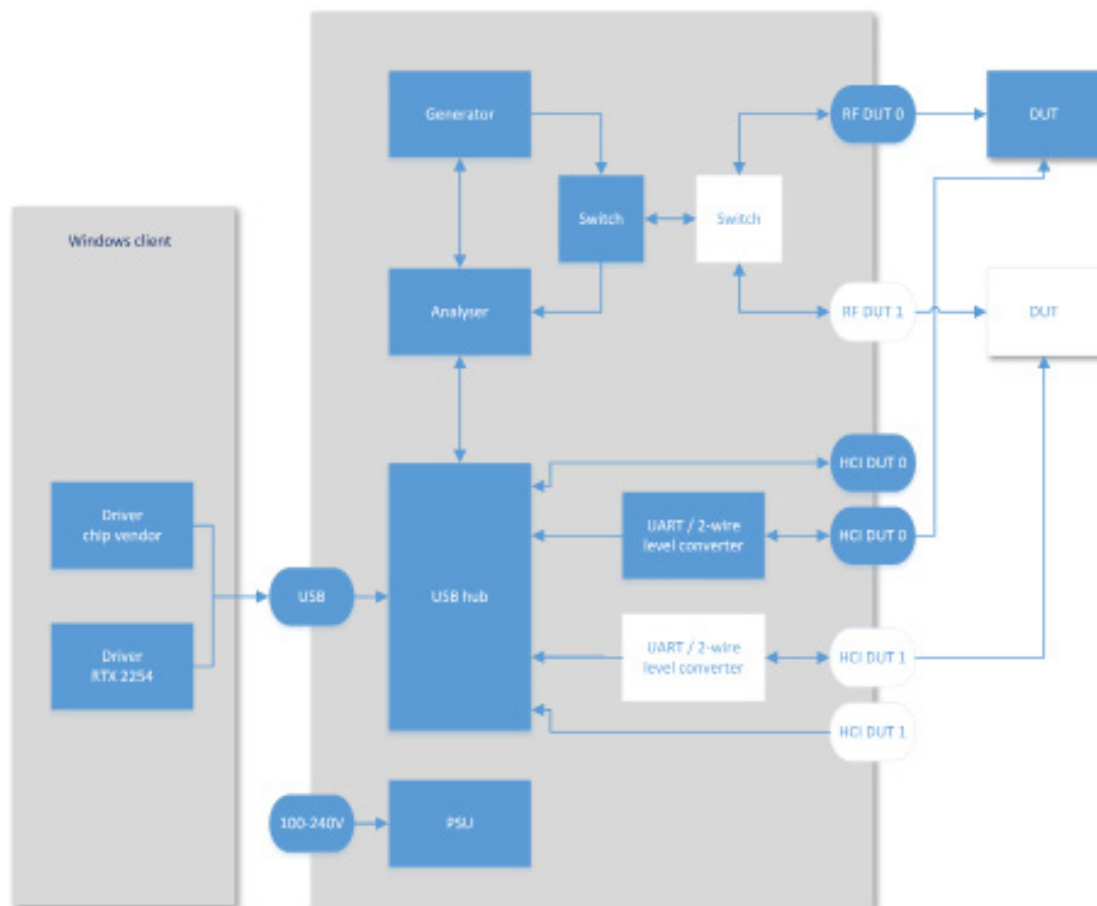 Generator
RF DUT 0
DUT
Switch
Switch
Windows client
Analyser
RF DUT 1
DUT
HCI DUT 0
Driver
chip vendor
UART / 2-wire
level converter
HCI DUT 0
USB
USB hub
Driver
RTX 2254
UART / 2-wire
level converter
HCI DUT 1
HCI DUT 1
100-240V
PSU